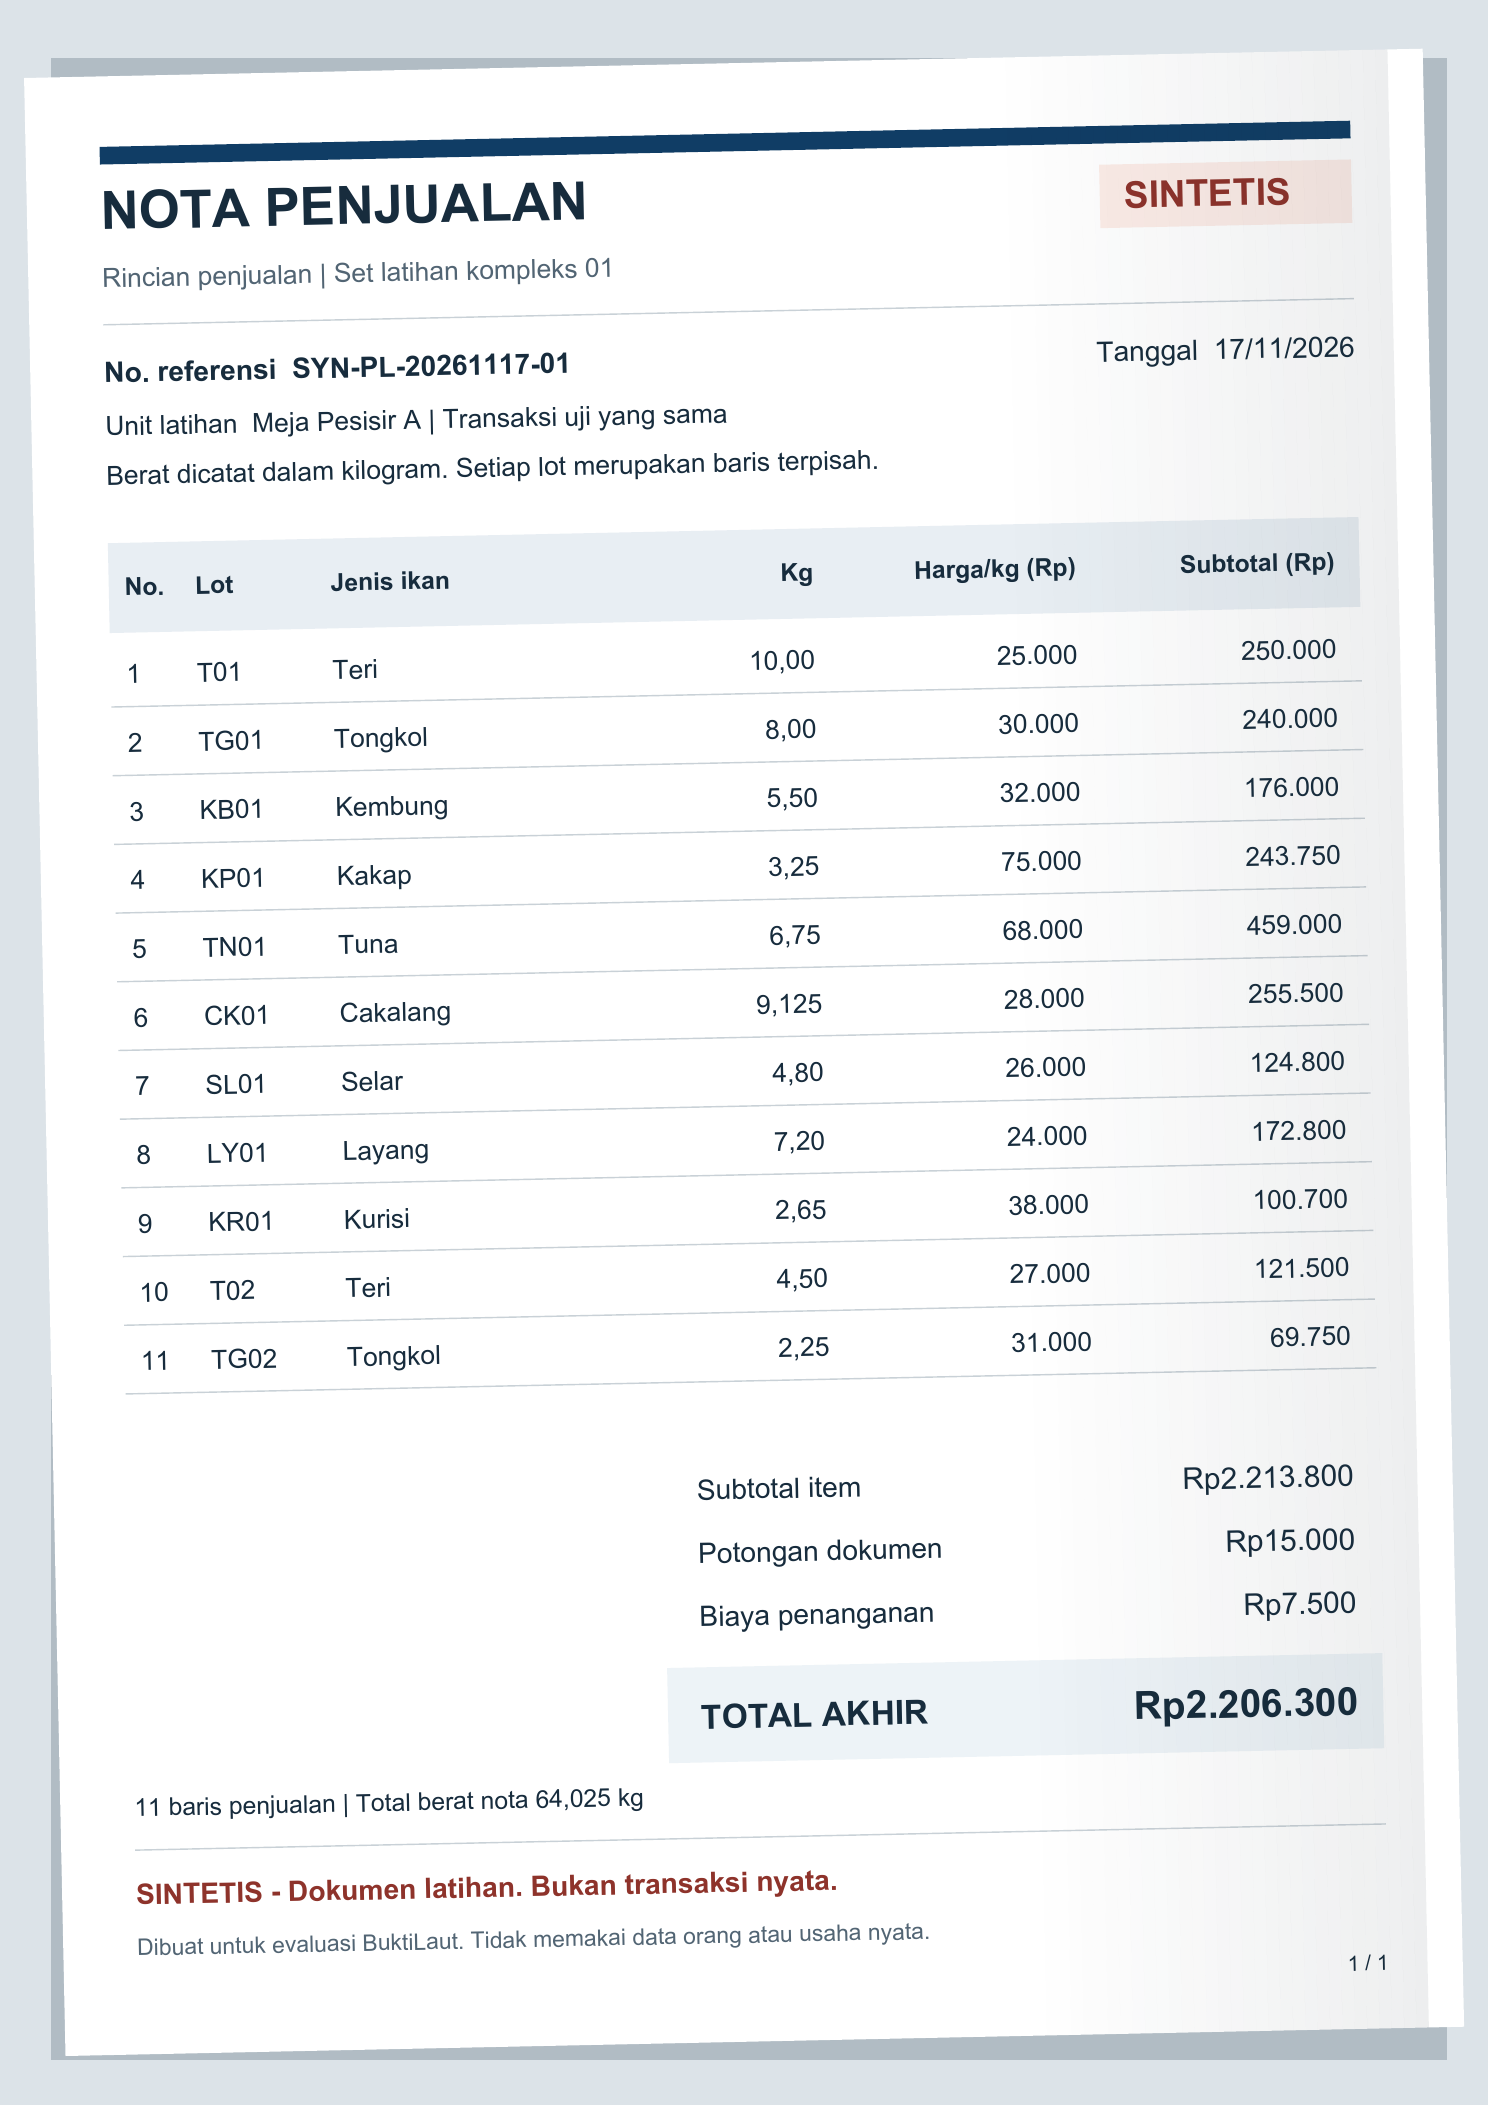 NOTA PENJUALAN
SINTETIS
Rincian penjualan | Set latihan kompleks 01
No. referensi SYN-PL-20261117-01
Tanggal 17/11/2026
Unit latihan Meja Pesisir A | Transaksi uji yang sama
Berat dicatat dalam kilogram. Setiap lot merupakan baris terpisah.
No. Lot Jenis ikan Kg Harga/kg (Rp) Subtotal (Rp)
1 T01 Teri 10,00 25.000 250.000
2 TG01 Tongkol 8,00 30.000 240.000
3 KB01 Kembung 5,50 32.000 176.000
4 KP01 Kakap 3,25 75.000 243.750
5 TN01 Tuna 6,75 68.000 459.000
6 CK01 Cakalang 9,125 28.000 255.500
7 SL01 Selar 4,80 26.000 124.800
8 LY01 Layang 7,20 24.000 172.800
9 KR01 Kurisi 2,65 38.000 100.700
10 T02 Teri 4,50 27.000 121.500
11 TG02 Tongkol 2,25 31.000 69.750
Subtotal item Rp2.213.800
Potongan dokumen Rp15.000
Biaya penanganan Rp7.500
TOTAL AKHIR Rp2.206.300
11 baris penjualan | Total berat nota 64,025 kg
SINTETIS - Dokumen latihan. Bukan transaksi nyata.
Dibuat untuk evaluasi BuktiLaut. Tidak memakai data orang atau usaha nyata.
1 / 1